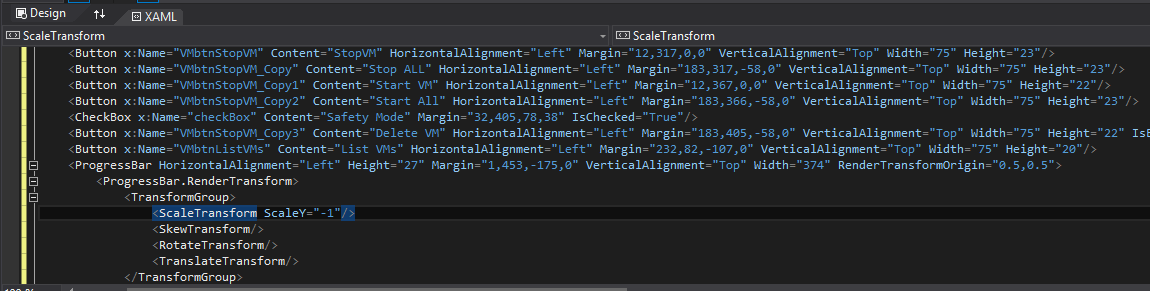 Design XAML
ScaleTransform ScaleTransform
<Button x:Name="VMbtnStopVM" Content="StopVM" HorizontalAlignment="Left" Margin="12,317,0,0" VerticalAlignment="Top" Width="75" Height="23"/>
<Button x:Name="VMbtnStopVM_Copy" Content="Stop ALL" HorizontalAlignment="Left" Margin="183,317,-58,0" VerticalAlignment="Top" Width="75" Height="23"/>
<Button x:Name="VMbtnStopVM_Copy1" Content="Start VM" HorizontalAlignment="Left" Margin="12,367,0,0" VerticalAlignment="Top" Width="75" Height="22"/>
<Button x:Name="VMbtnStopVM_Copy2" Content="Start All" HorizontalAlignment="Left" Margin="183,366,-58,0" VerticalAlignment="Top" Width="75" Height="23"/>
<CheckBox x:Name="checkBox" Content="Safety Mode" Margin="32,405,78,38" IsChecked="True"/>
<Button x:Name="VMbtnStopVM_Copy3" Content="Delete VM" HorizontalAlignment="Left" Margin="183,405,-58,0" VerticalAlignment="Top" Width="75" Height="22"
<Button x:Name="VMbtnListVMs" Content="List VMs" HorizontalAlignment="Left" Margin="232,82,-107,0" VerticalAlignment="Top" Width="75" Height="20"/>
<ProgressBar HorizontalAlignment="Left" Height="27" Margin="1,453,-175,0" VerticalAlignment="Top" Width="374" RenderTransformOrigin="0.5,0.5">
<ProgressBar.RenderTransform>
<TransformGroup>
<ScaleTransform ScaleY="-1"/>
<SkewTransform/>
<RotateTransform/>
<TranslateTransform/>
</TransformGroup>